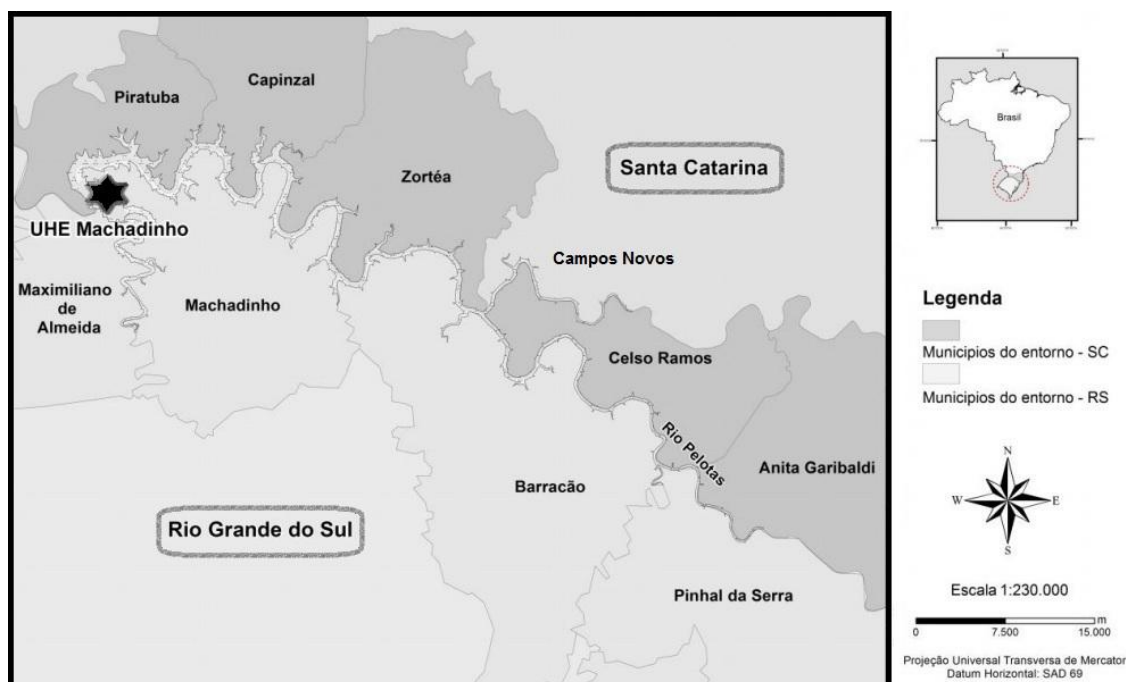 Capinzal
Piratuba
Zortéa
Santa Catarina
UHE Machadinho
Campos Novos
Maximiliano
de
Almeida
Machadinho
Celso Ramos
Rio Pelotas
Anita Garibaldi
Barracão
Rio Grande do Sul
Pinhal da Serra
Brasil
Legenda
Municipios do entorno - SC
Municipios do entorno - RS
N
W
E
S
Escala 1:230.000
m
0
7.500
15.000
Projeção Universal Transversa de Mercator
Datum Horizontal: SAD 69